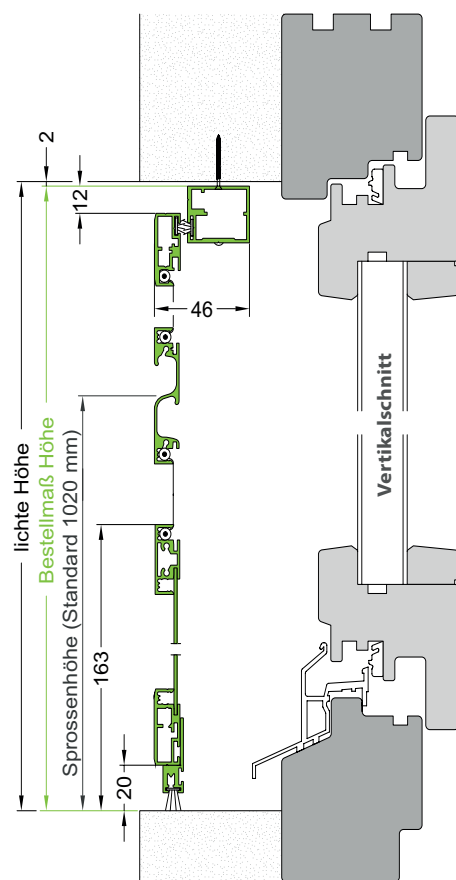 2
12
46
lichte Höhe
Bestellmaß Höhe
Sprossenhöhe (Standard 1020 mm)
163
20
Vertikalschnitt